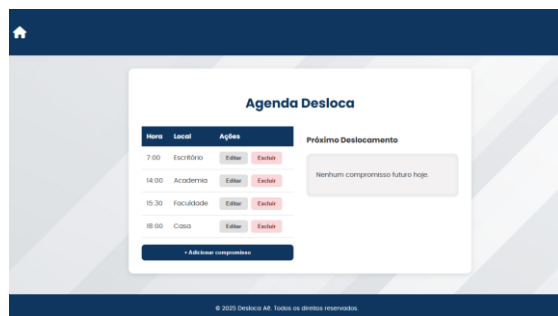 Agenda Desloca
Hora Local Ações
7:00 Escritório Editar Excluir
14:00 Academia Editar Excluir
15:30 Faculdade Editar Excluir
18:00 Casa Editar Excluir
+ Adicionar compromisso
Próximo Deslocamento
Nenhum compromisso futuro hoje.
© 2025 Desloca Aê. Todos os direitos reservados.